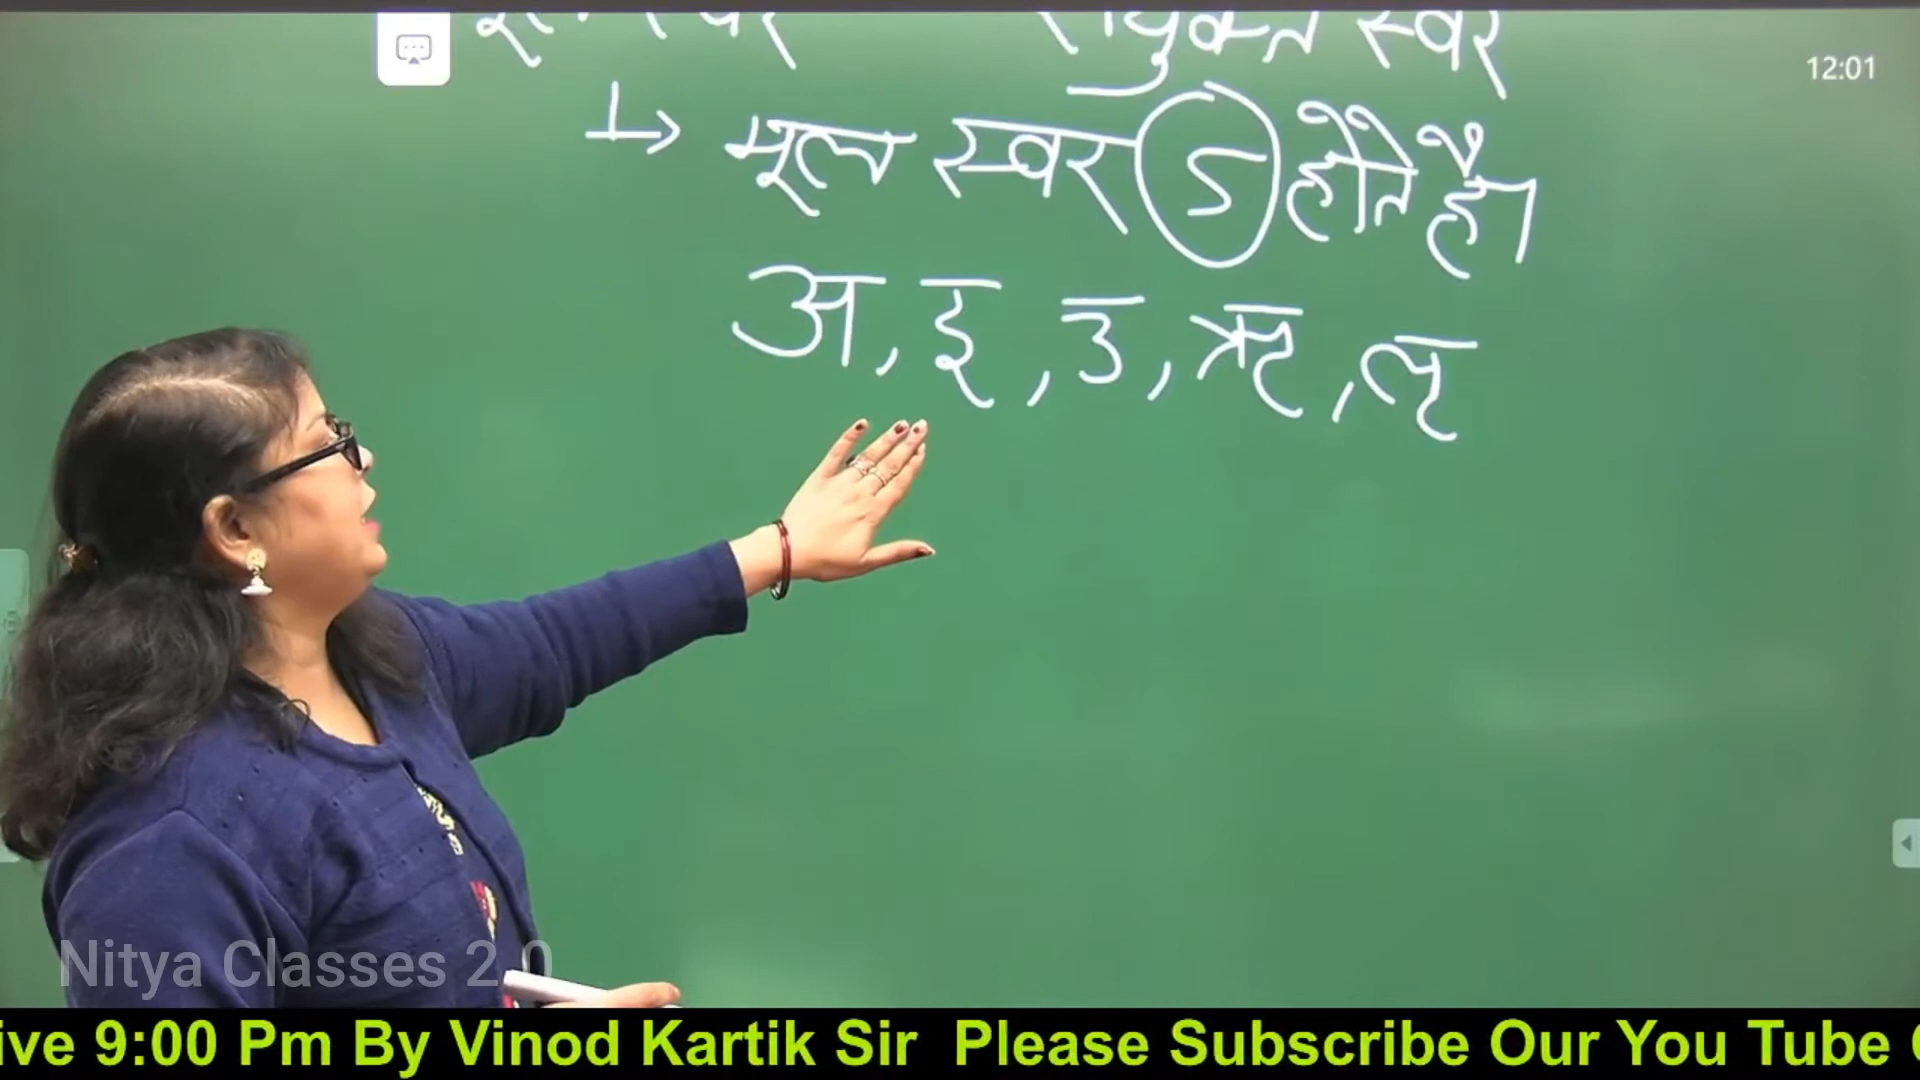 संयुक्त स्वर
12:01
मूल स्वर 5 होते है।
अ, इ, उ, ऋ, लृ
Nitya Classes 2.0
ive 9:00 Pm By Vinod Kartik Sir Please Subscribe Our You Tube